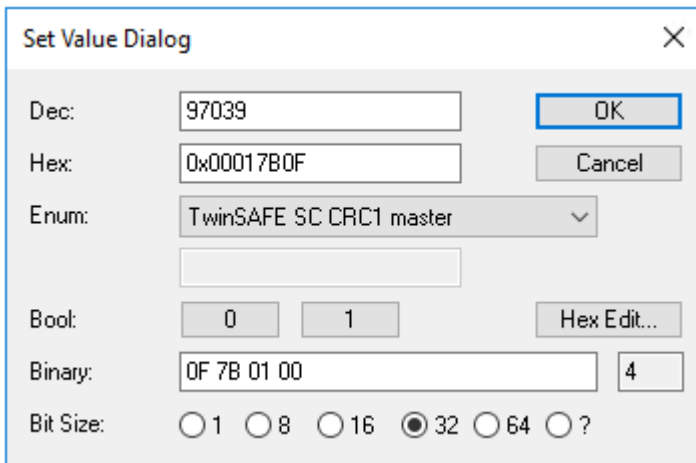 Set Value Dialog
Dec: 97039 OK
Hex: 0x00017B0F Cancel
Enum: TwinSAFE SC CRC1 master
Bool: 0 1 Hex Edit...
Binary: 0F 7B 01 00 4
Bit Size: 1 8 16 32 64 ?